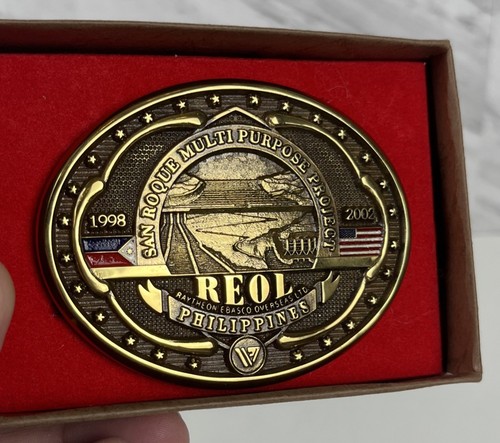 SAN ROQUE MULTI PURPOSE PROJECT
1998
2002
REOL
RAYTHEON EBASCO OVERSEAS LTD
PHILIPPINES